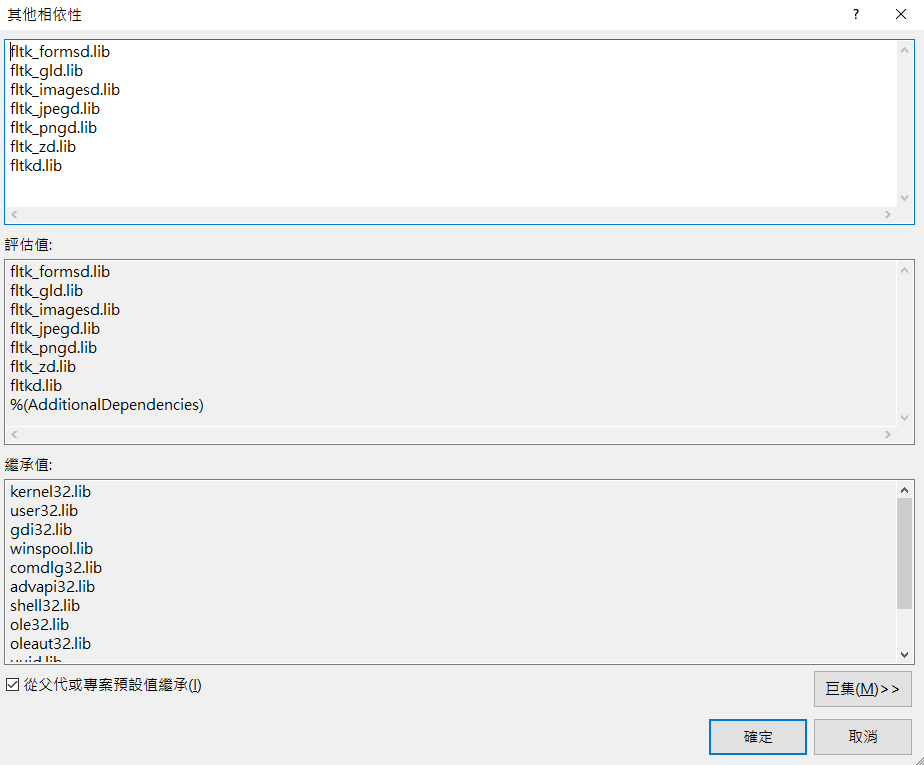 其他相依性
?
fltk_formsd.lib
fltk_gld.lib
fltk_imagesd.lib
fltk_jpegd.lib
fltk_pngd.lib
fltk_zd.lib
fltkd.lib
評估值:
fltk_formsd.lib
fltk_gld.lib
fltk_imagesd.lib
fltk_jpegd.lib
fltk_pngd.lib
fltk_zd.lib
fltkd.lib
%(AdditionalDependencies)
繼承值:
kernel32.lib
user32.lib
gdi32.lib
winspool.lib
comdlg32.lib
advapi32.lib
shell32.lib
ole32.lib
oleaut32.lib
uuid.lib
從父代或專案預設值繼承(I)
巨集(M)>>
確定
取消